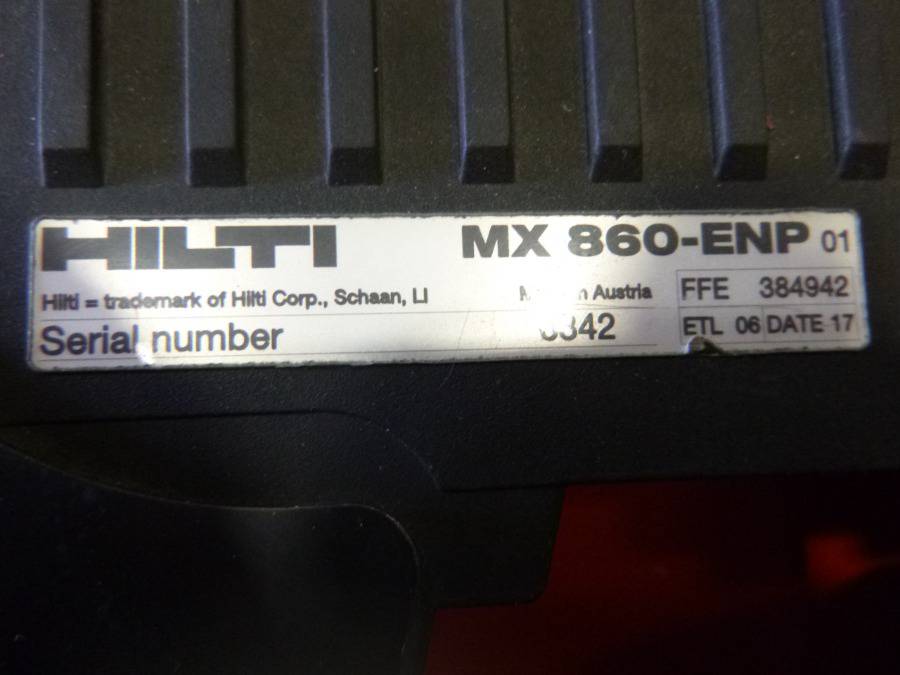 HILTI MX 860-ENP 01
Hilti = trademark of Hilti Corp., Schaan, LI Austria FFE 384942
Serial number ETL 06 DATE 17